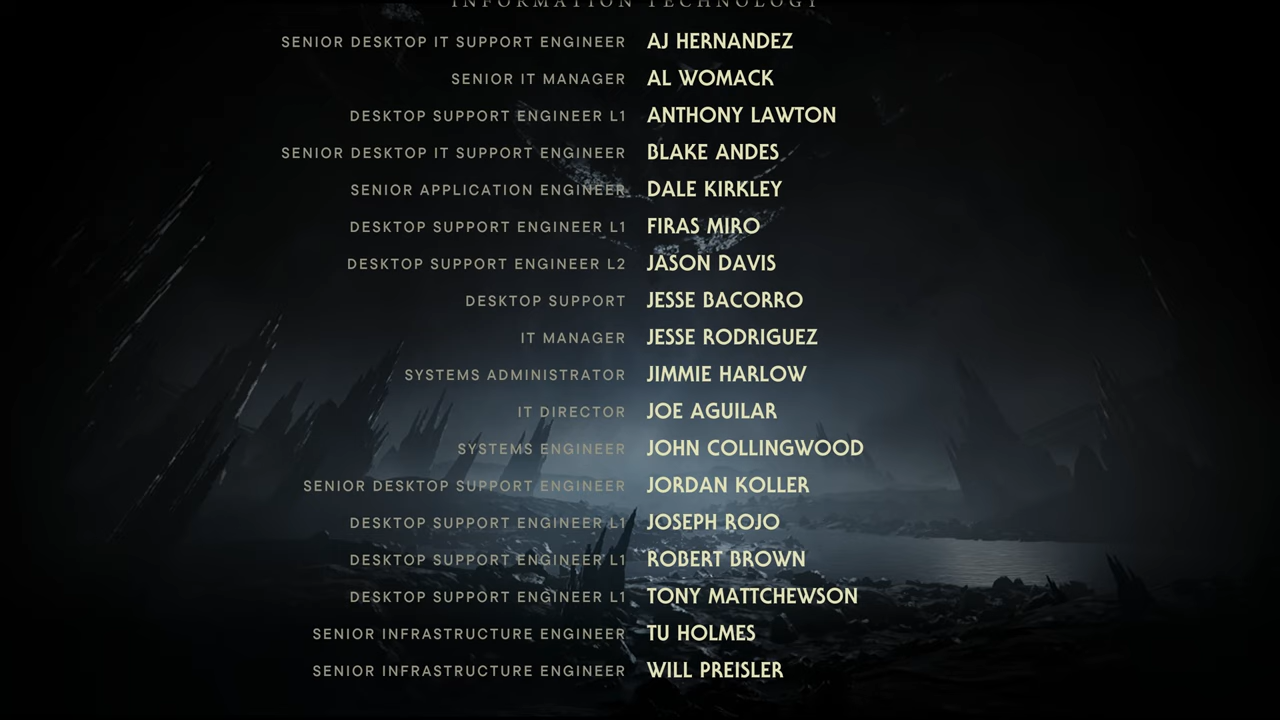 INFORMATION TECHNOLOGY
SENIOR DESKTOP IT SUPPORT ENGINEER AJ HERNANDEZ
SENIOR IT MANAGER AL WOMACK
DESKTOP SUPPORT ENGINEER L1 ANTHONY LAWTON
SENIOR DESKTOP IT SUPPORT ENGINEER BLAKE ANDES
SENIOR APPLICATION ENGINEER DALE KIRKLEY
DESKTOP SUPPORT ENGINEER L1 FIRAS MIRO
DESKTOP SUPPORT ENGINEER L2 JASON DAVIS
DESKTOP SUPPORT JESSE BACORRO
IT MANAGER JESSE RODRIGUEZ
SYSTEMS ADMINISTRATOR JIMMIE HARLOW
IT DIRECTOR JOE AGUILAR
SYSTEMS ENGINEER JOHN COLLINGWOOD
SENIOR DESKTOP SUPPORT ENGINEER JORDAN KOLLER
DESKTOP SUPPORT ENGINEER L1 JOSEPH ROJO
DESKTOP SUPPORT ENGINEER L1 ROBERT BROWN
DESKTOP SUPPORT ENGINEER L1 TONY MATTCHEWSON
SENIOR INFRASTRUCTURE ENGINEER TU HOLMES
SENIOR INFRASTRUCTURE ENGINEER WILL PREISLER